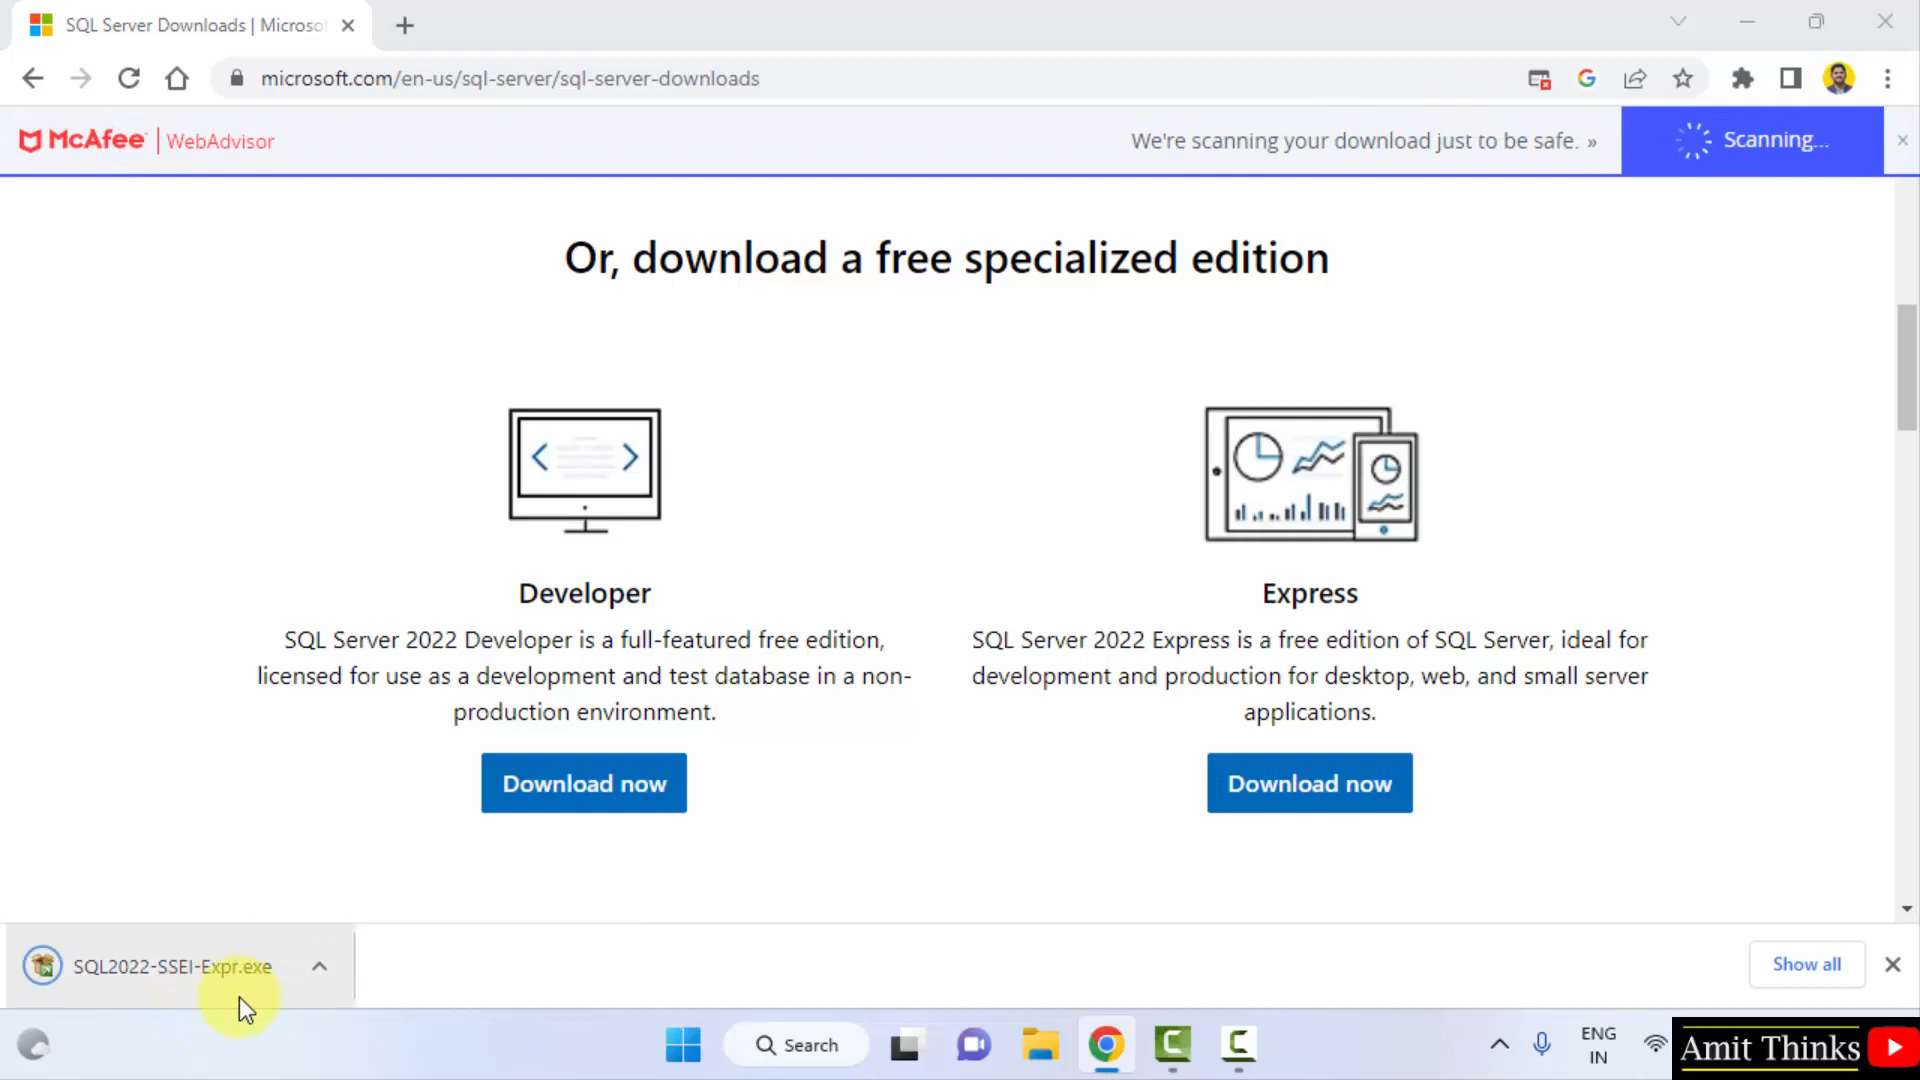 SQL Server Downloads | Microso
microsoft.com/en-us/sql-server/sql-server-downloads
McAfee | WebAdvisor
We're scanning your download just to be safe. »
Scanning...
Or, download a free specialized edition
Developer
SQL Server 2022 Developer is a full-featured free edition,
licensed for use as a development and test database in a non-
production environment.
Download now
Express
SQL Server 2022 Express is a free edition of SQL Server, ideal for
development and production for desktop, web, and small server
applications.
Download now
SQL2022-SSEI-Expr.exe
Show all
Search
ENG
IN
Amit Thinks